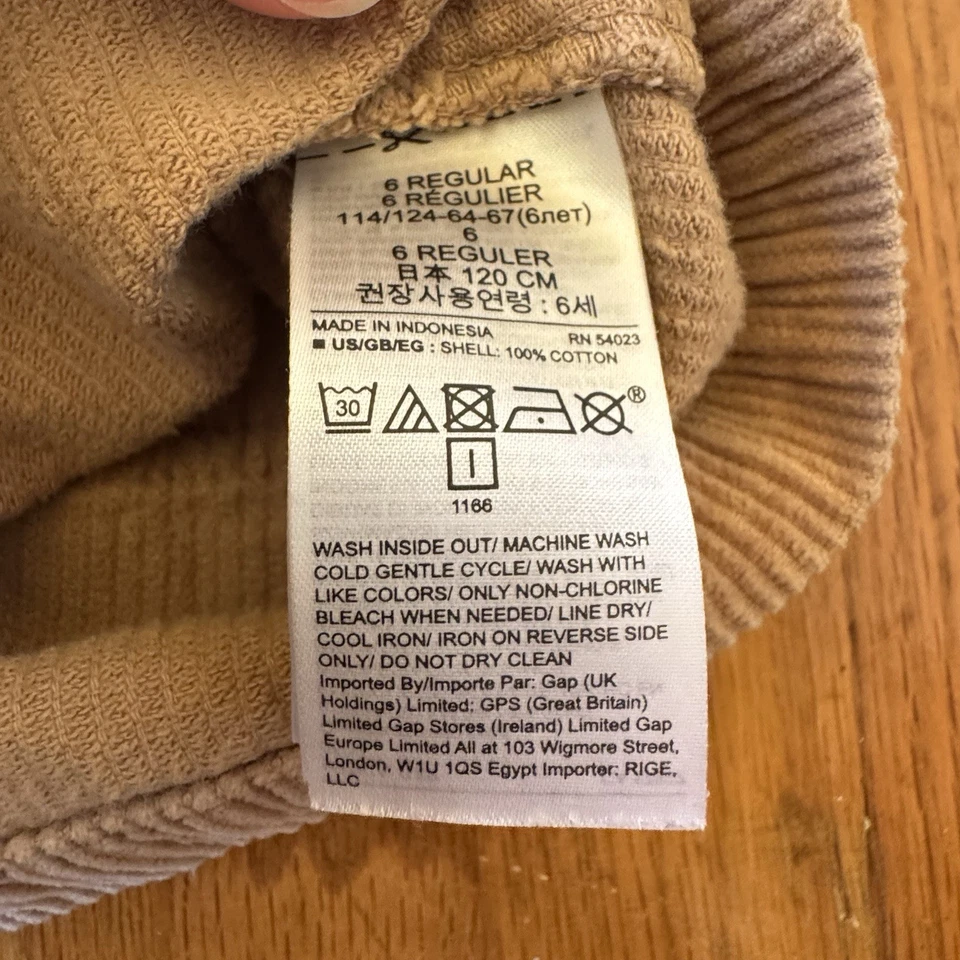 6 REGULAR
6 RÉGULIER
114/124-64-67(6лет)
6
6 REGULER
日本 120 CM
권장사용연령 : 6세
MADE IN INDONESIA RN 54023
■ US/GB/EG : SHELL: 100% COTTON
30
®
1166
WASH INSIDE OUT/ MACHINE WASH
COLD GENTLE CYCLE/ WASH WITH
LIKE COLORS/ ONLY NON-CHLORINE
BLEACH WHEN NEEDED/ LINE DRY/
COOL IRON/ IRON ON REVERSE SIDE
ONLY/ DO NOT DRY CLEAN
Imported By/Importe Par: Gap (UK
Holdings) Limited; GPS (Great Britain)
Limited Gap Stores (Ireland) Limited Gap
Europe Limited All at 103 Wigmore Street,
London, W1U 1QS Egypt Importer: RIGE,
LLC